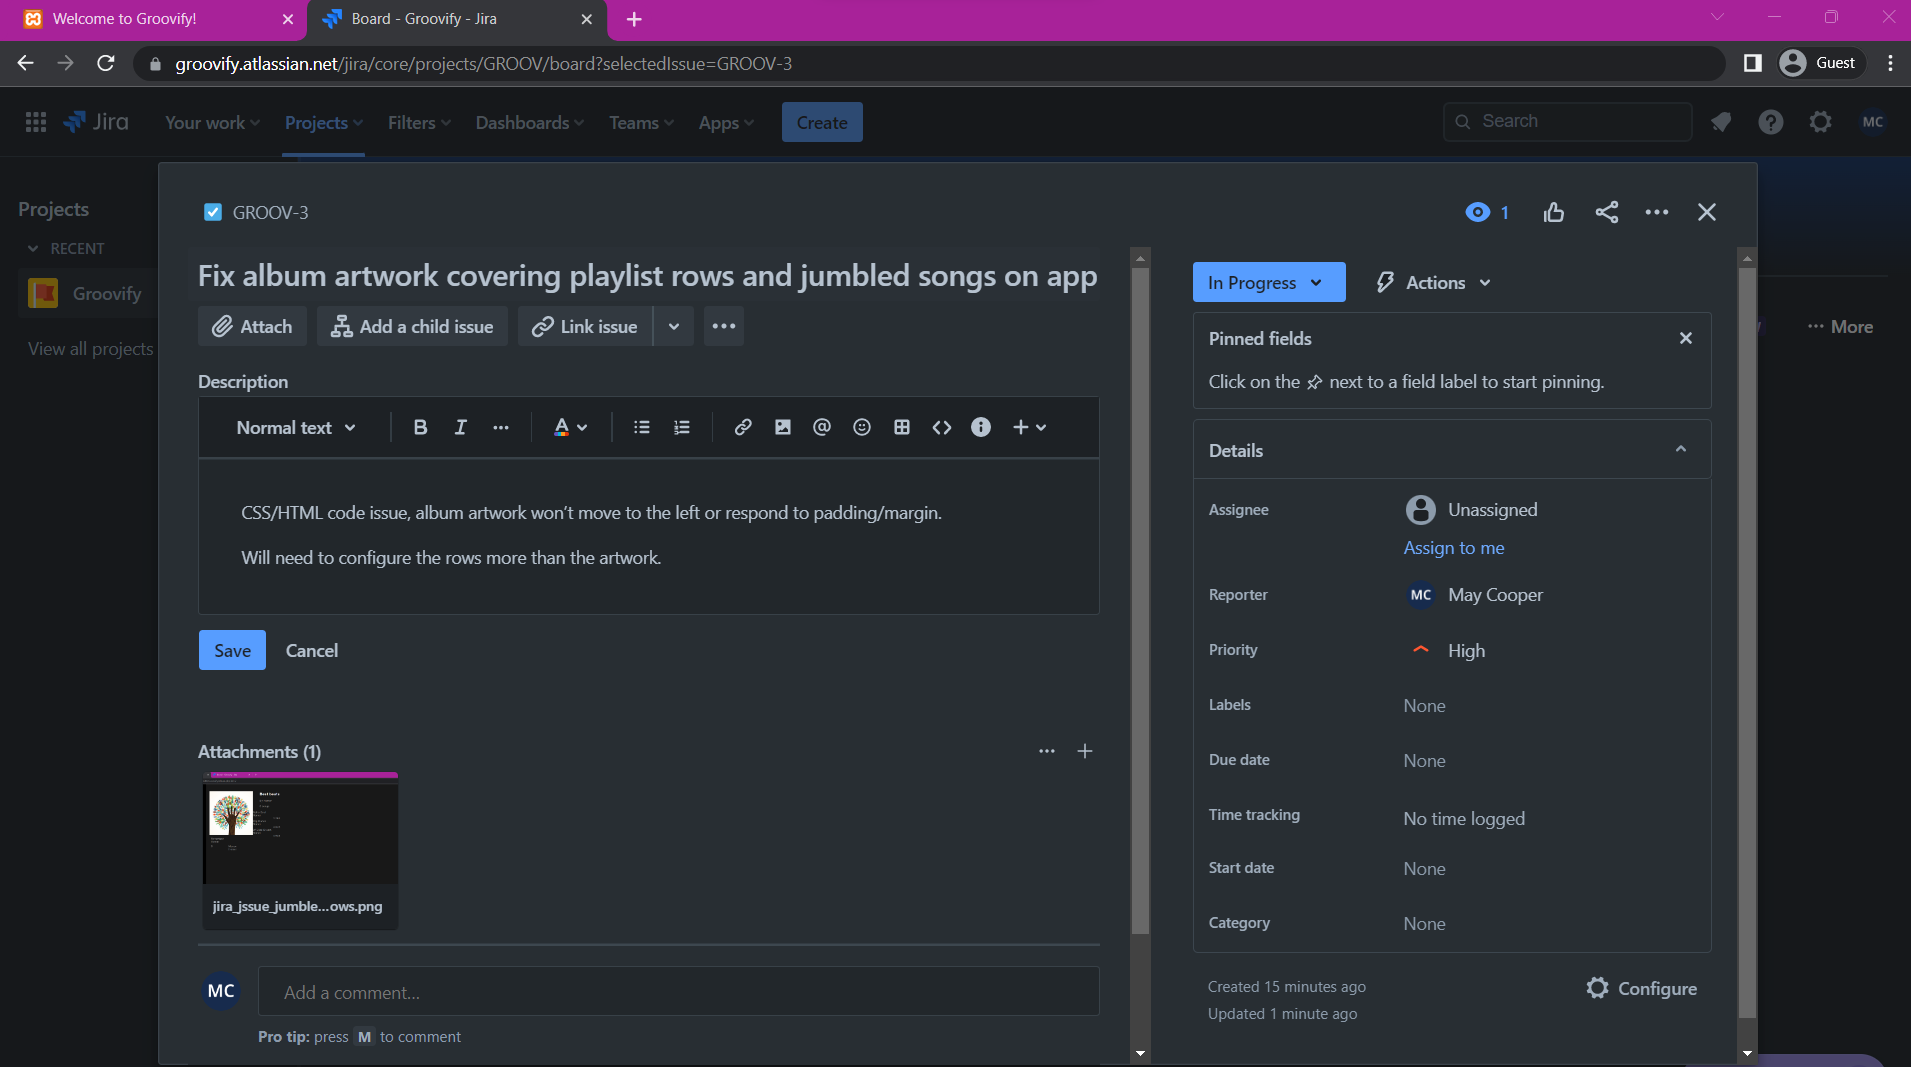 Welcome to Groovify!
Board - Groovify - Jira
groovify.atlassian.net/jira/core/projects/GROOV/board?selectedIssue=GROOV-3
Guest
Jira
Your work
Projects
Filters
Dashboards
Teams
Apps
Create
Search
MC
Projects
RECENT
Groovify
View all projects
More
GROOV-3
1
Fix album artwork covering playlist rows and jumbled songs on app
Attach
Add a child issue
Link issue
Description
Normal text
CSS/HTML code issue, album artwork won't move to the left or respond to padding/margin.
Will need to configure the rows more than the artwork.
Save
Cancel
Attachments (1)
jira_jssue_jumble...ows.png
MC
Add a comment...
Pro tip: press M to comment
In Progress
Actions
Pinned fields
Click on the next to a field label to start pinning.
Details
Assignee
Unassigned
Assign to me
Reporter
MC May Cooper
Priority
High
Labels
None
Due date
None
Time tracking
No time logged
Start date
None
Category
None
Created 15 minutes ago
Updated 1 minute ago
Configure